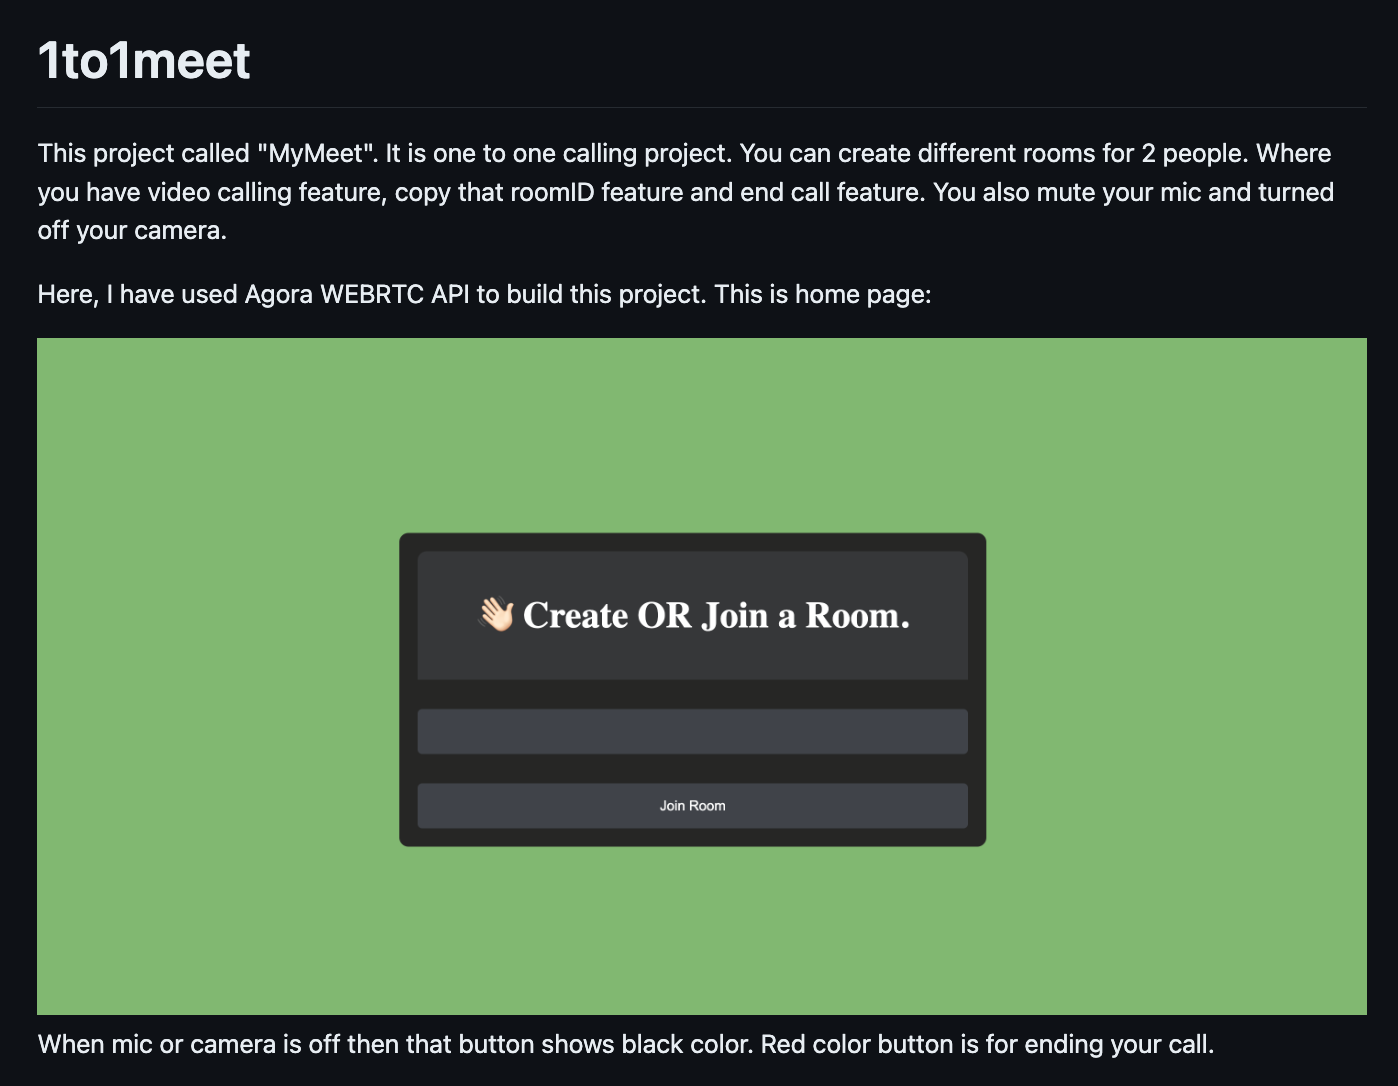 1to1meet
This project called "MyMeet". It is one to one calling project. You can create different rooms for 2 people. Where
you have video calling feature, copy that roomID feature and end call feature. You also mute your mic and turned
off your camera.
Here, I have used Agora WEBRTC API to build this project. This is home page:
👋🏻 Create OR Join a Room.
Join Room
When mic or camera is off then that button shows black color. Red color button is for ending your call.